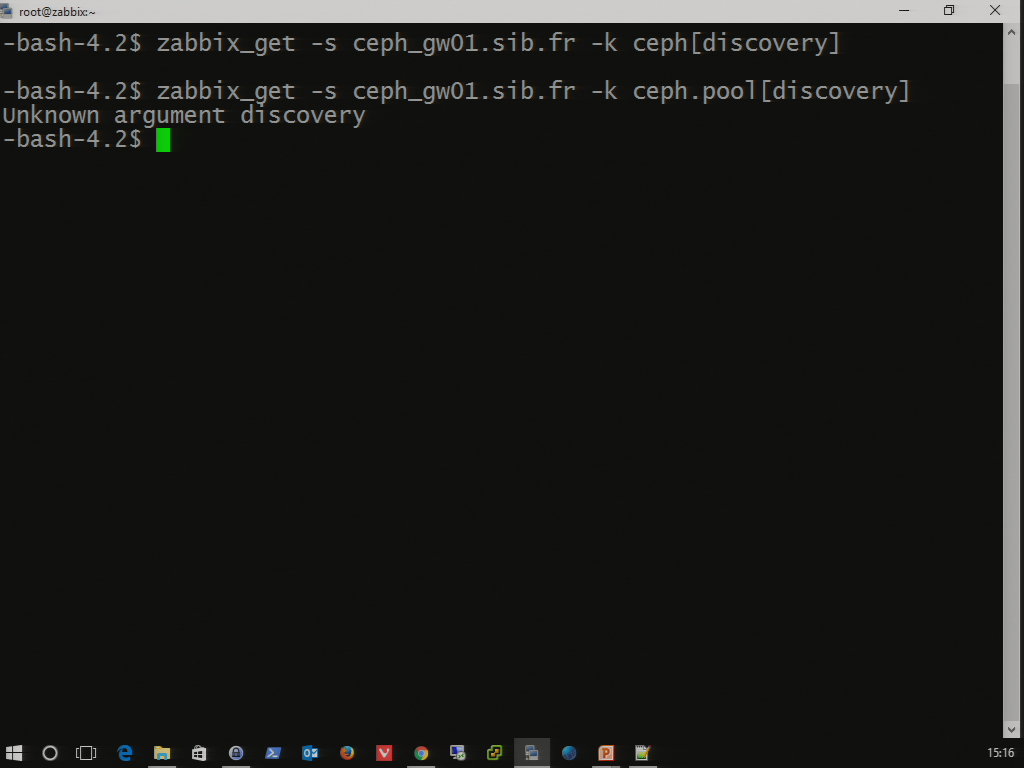 root@zabbix:~
-bash-4.2$ zabbix_get -s ceph_gw01.sib.fr -k ceph[discovery]
-bash-4.2$ zabbix_get -s ceph_gw01.sib.fr -k ceph.pool[discovery]
Unknown argument discovery
-bash-4.2$
15:16